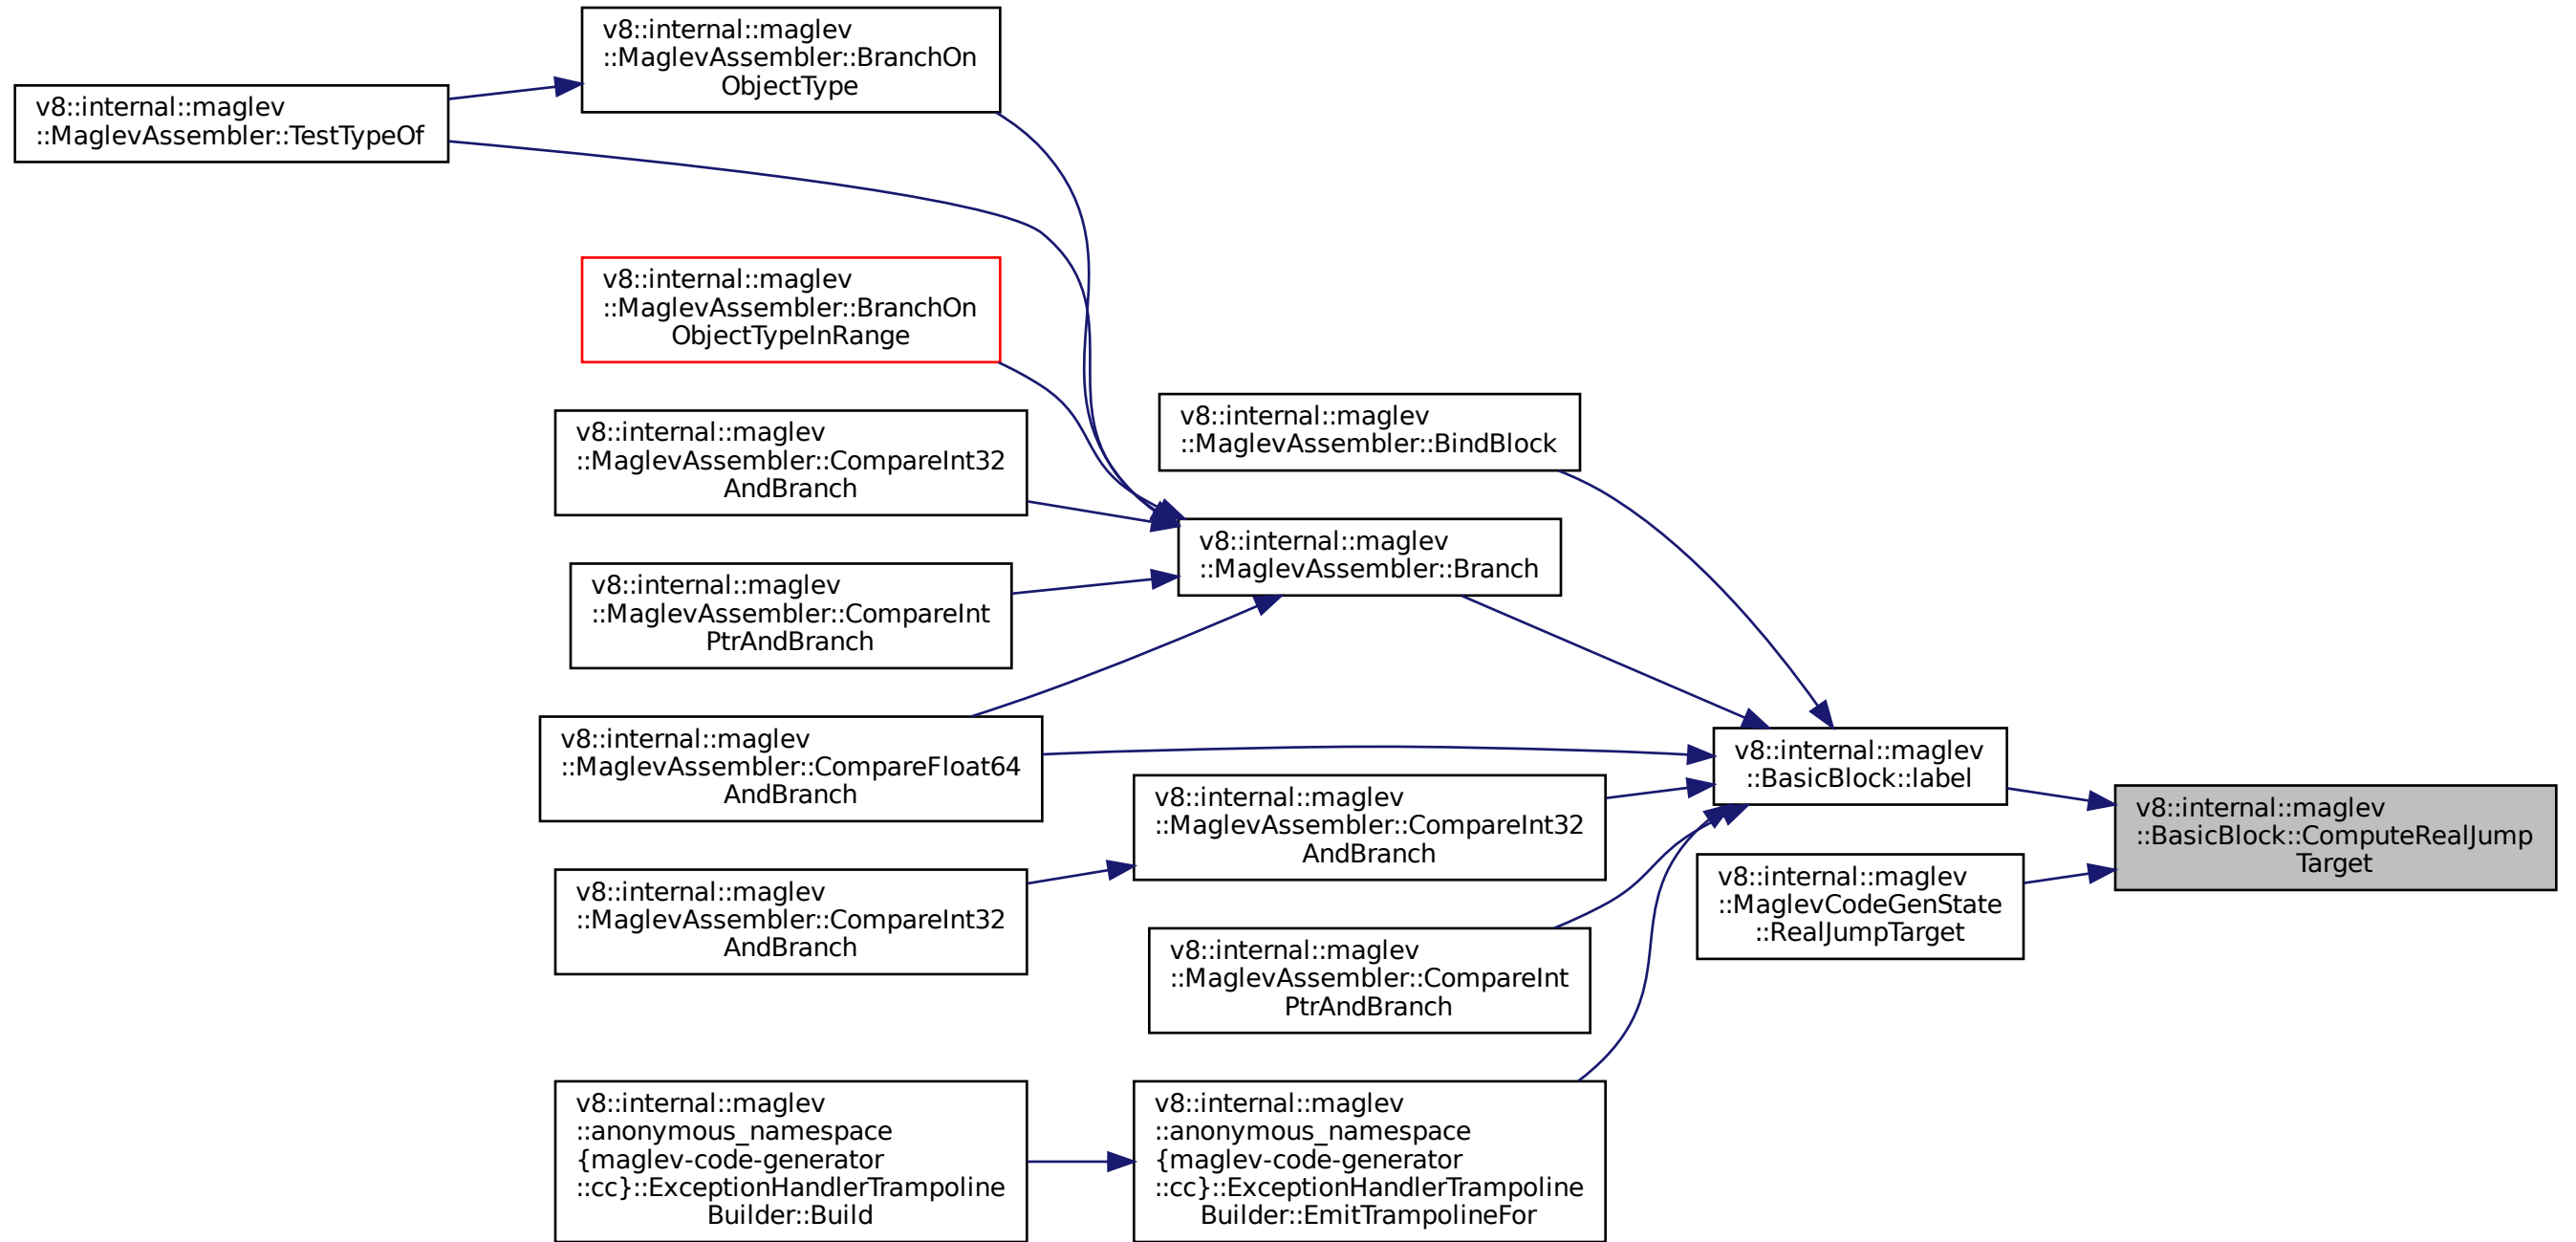 v8::internal::maglev
::MaglevAssembler::BranchOn
ObjectType
v8::internal::maglev
::MaglevAssembler::TestTypeOf
v8::internal::maglev
::MaglevAssembler::BranchOn
ObjectTypeInRange
v8::internal::maglev
::MaglevAssembler::CompareInt32
AndBranch
v8::internal::maglev
::MaglevAssembler::BindBlock
v8::internal::maglev
::MaglevAssembler::Branch
v8::internal::maglev
::MaglevAssembler::CompareInt
PtrAndBranch
v8::internal::maglev
::MaglevAssembler::CompareFloat64
AndBranch
v8::internal::maglev
::BasicBlock::label
v8::internal::maglev
::MaglevAssembler::CompareInt32
AndBranch
v8::internal::maglev
::BasicBlock::ComputeRealJump
Target
v8::internal::maglev
::MaglevCodeGenState
::RealJumpTarget
v8::internal::maglev
::MaglevAssembler::CompareInt32
AndBranch
v8::internal::maglev
::MaglevAssembler::CompareInt
PtrAndBranch
v8::internal::maglev
::anonymous_namespace
{maglev-code-generator
::cc}::ExceptionHandlerTrampoline
Builder::Build
v8::internal::maglev
::anonymous_namespace
{maglev-code-generator
::cc}::ExceptionHandlerTrampoline
Builder::EmitTrampolineFor